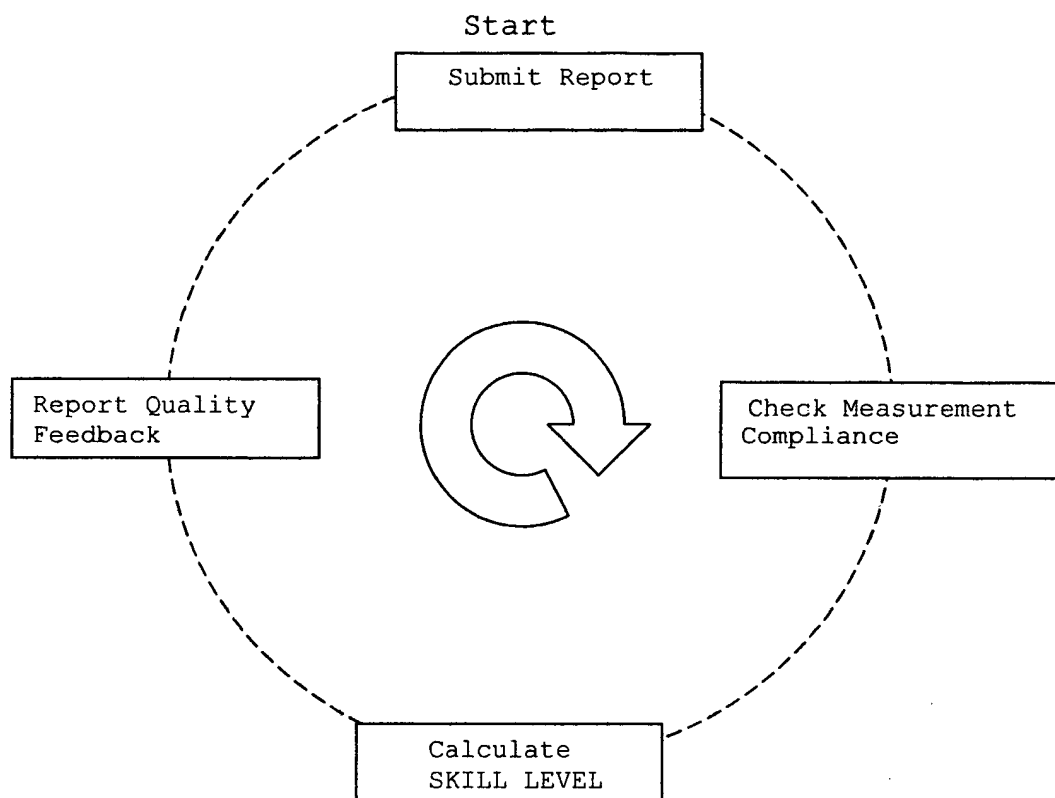 Start
Submit Report
Report Quality
Feedback
Check Measurement
Compliance
Calculate
SKILL LEVEL